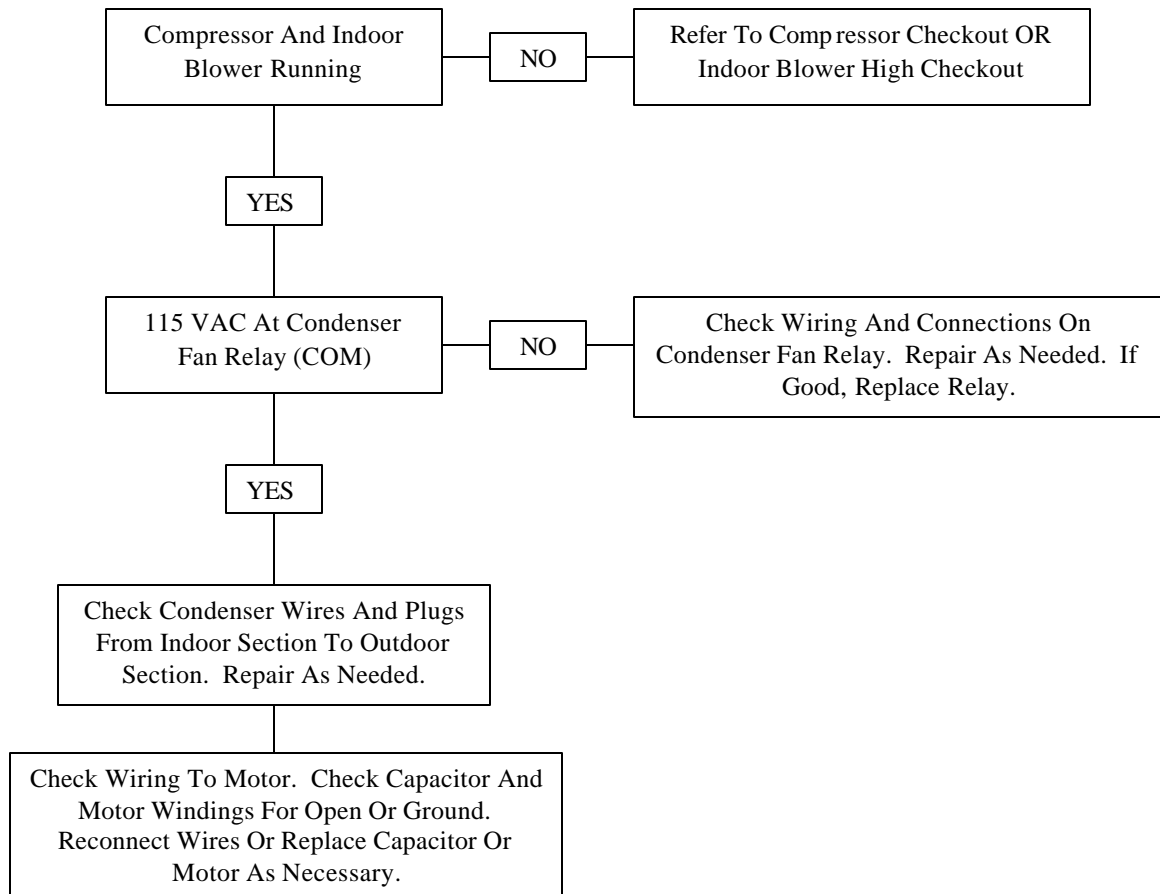 Compressor And Indoor
Blower Running
NO
Refer To Compressor Checkout OR
Indoor Blower High Checkout
YES
115 VAC At Condenser
Fan Relay (COM)
NO
Check Wiring And Connections On
Condenser Fan Relay. Repair As Needed. If
Good, Replace Relay.
YES
Check Condenser Wires And Plugs
From Indoor Section To Outdoor
Section. Repair As Needed.
Check Wiring To Motor. Check Capacitor And
Motor Windings For Open Or Ground.
Reconnect Wires Or Replace Capacitor Or
Motor As Necessary.